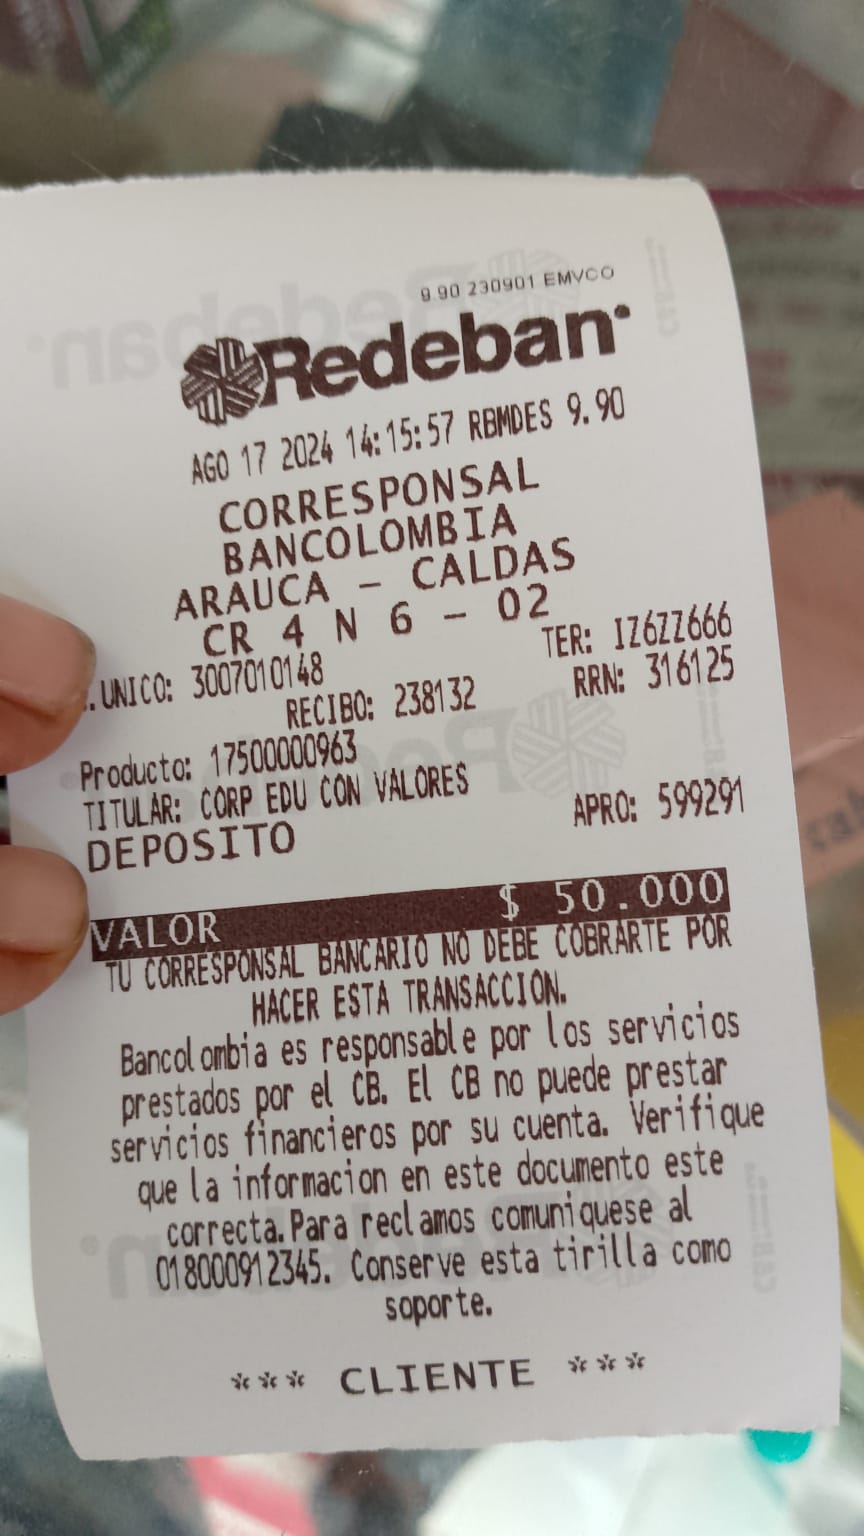 9.90 230901 EMVCO
Redeban
AGO 17 2024 14:15:57 RBMDES 9.90
CORRESPONSAL
BANCOLOMBIA
ARAUCA - CALDAS
CR 4 N 6 - 02
.UNICO: 3007010148 TER: IZ6ZZ666
RECIBO: 238132 RRN: 316125
Producto: 17500000963
TITULAR: CORP EDU CON VALORES
DEPOSITO APRO: 599291
VALOR $ 50.000
TU CORRESPONSAL BANCARIO NO DEBE COBRARTE POR
HACER ESTA TRANSACCION.
Bancolombia es responsable por los servicios
prestados por el CB. El CB no puede prestar
servicios financieros por su cuenta. Verifique
que la informacion en este documento este
correcta.Para reclamos comuniquese al
018000912345. Conserve esta tirilla como
soporte.
*** CLIENTE ***